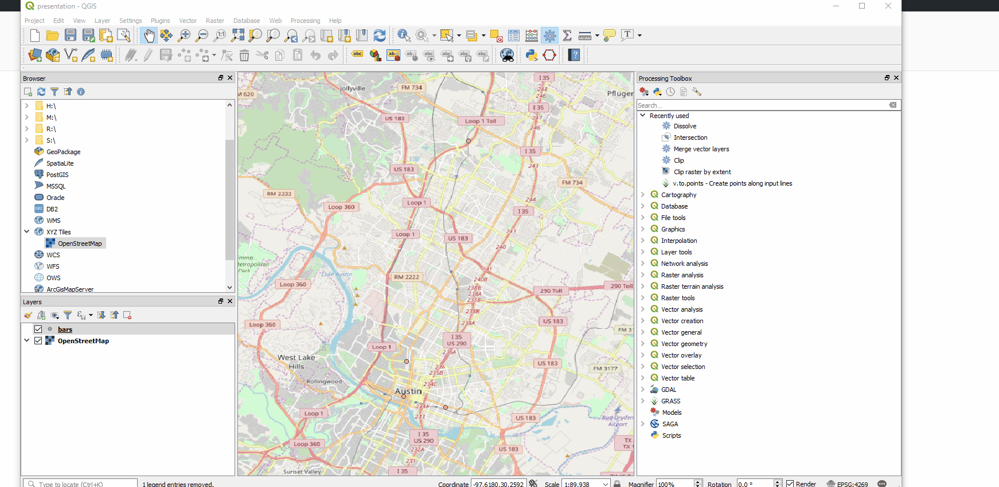 presentation - QGIS
Project Edit View Layer Settings Plugins Vector Raster Database Web Processing Help
Browser
H:\
M:\
R:\
S:\
GeoPackage
SpatiaLite
PostGIS
MSSQL
Oracle
DB2
WMS
XYZ Tiles
OpenStreetMap
WCS
WFS
OWS
ArcGisMapServer
Layers
bars
OpenStreetMap
Jollyville
FM 734
I 35
248
246
Pfluger
M 620
US 183
Loop 1 Toll
I 35
247
246
I 35
243
US 183
FM 734
RM 2222
Loop 360
Loop 1
244
I 35
243
Loop 1
US 183
240
Emma
Metropolitan
Park
Lake Austin
241
RM 2222
240B
Loop 360
238B
238A
237B
290 Toll
290 Toll
238B
238A
US 183
Loop 360
FM 31
I 35
US 290
Loop 1
236A
West Lake
Hills
236
235B
US 183
FM 3177
Rollingwood
234C
Austin
234A
233
Loop 1
US 183
Bud Dryden
Airport
I 35
US 290
Loop 360
232A
US 183
TX
TX 1
231
Sunset Valley
I 35
Processing Toolbox
Search...
Recently used
Dissolve
Intersection
Merge vector layers
Clip
Clip raster by extent
v.to.points - Create points along input lines
Cartography
Database
File tools
Graphics
Interpolation
Layer tools
Network analysis
Raster analysis
Raster terrain analysis
Raster tools
Vector analysis
Vector creation
Vector general
Vector geometry
Vector overlay
Vector selection
Vector table
GDAL
GRASS
Models
SAGA
Scripts
Type to locate (Ctrl+K) 1 legend entries removed. Coordinate -97.6180,30.2592 Scale 1:89,938 Magnifier 100% Rotation 0.0 ° Render EPSG:4269